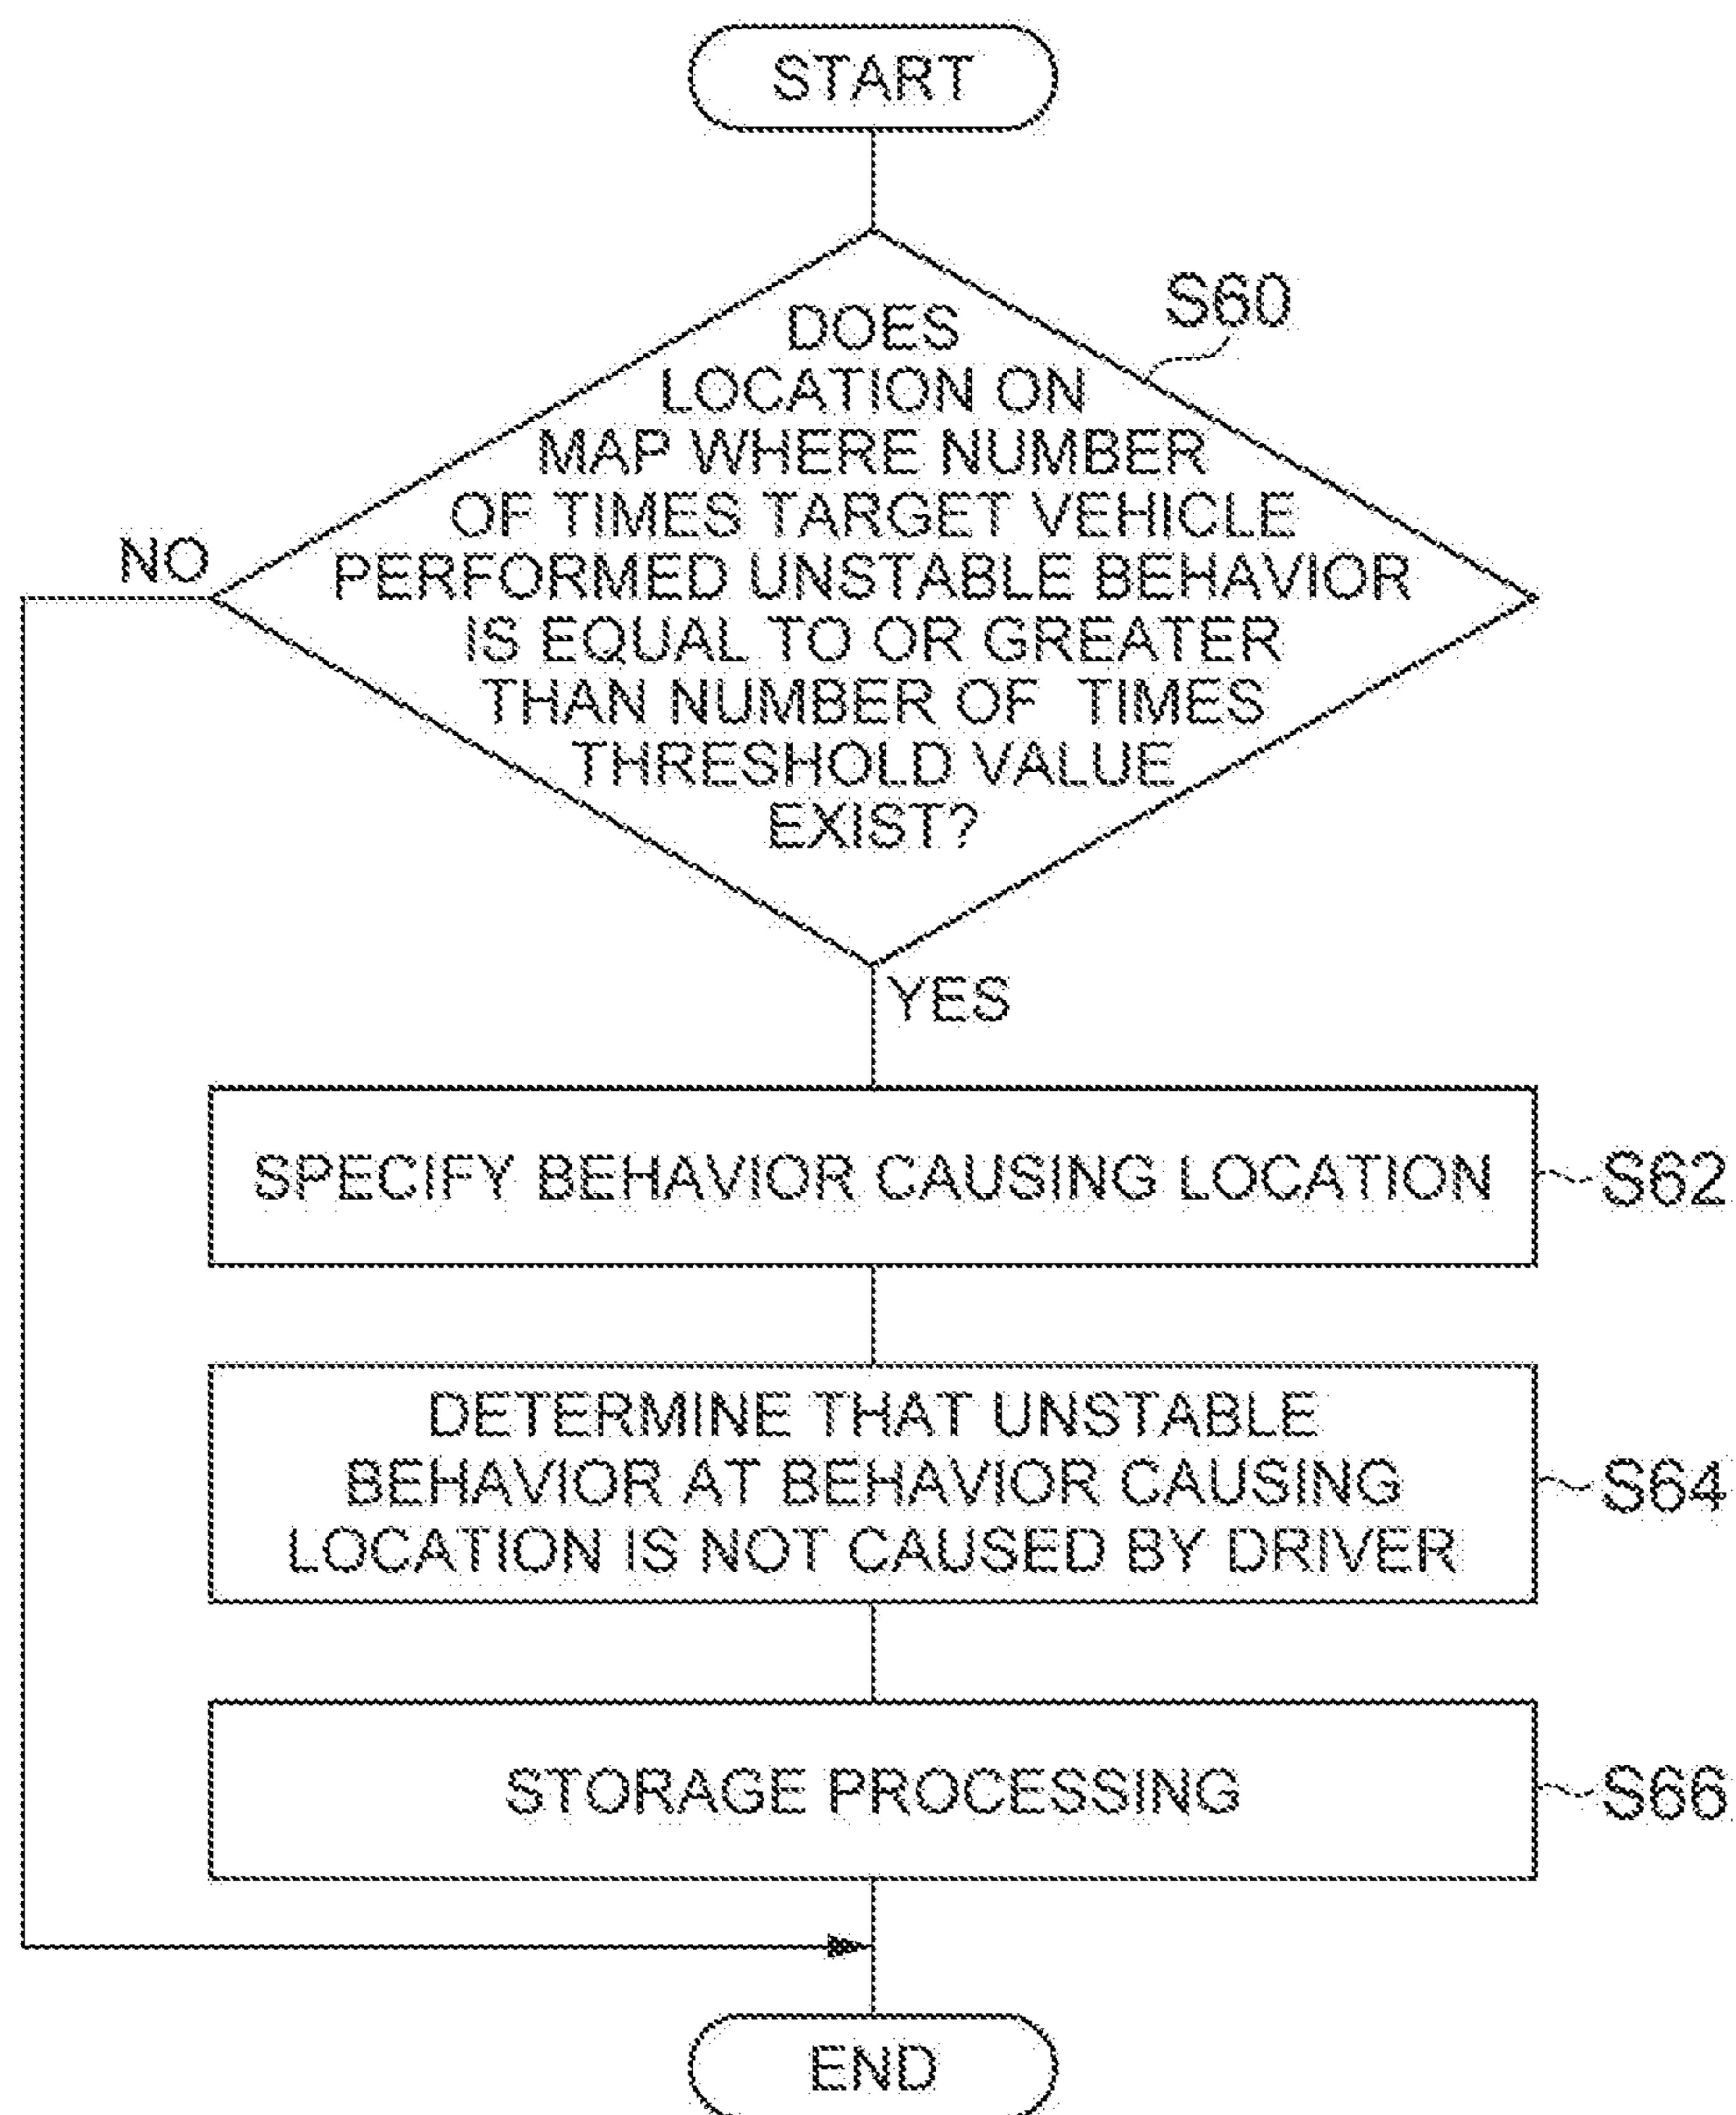 START
S60
DOES
LOCATION ON
MAP WHERE NUMBER
OF TIMES TARGET VEHICLE
NO
PERFORMED UNSTABLE BEHAVIOR
IS EQUAL TO OR GREATER
THAN NUMBER OF TIMES
THRESHOLD VALUE
EXIST?
YES
SPECIFY BEHAVIOR CAUSING LOCATION
S62
DETERMINE THAT UNSTABLE
BEHAVIOR AT BEHAVIOR CAUSING
LOCATION IS NOT CAUSED BY DRIVER
S64
STORAGE PROCESSING
S66
END